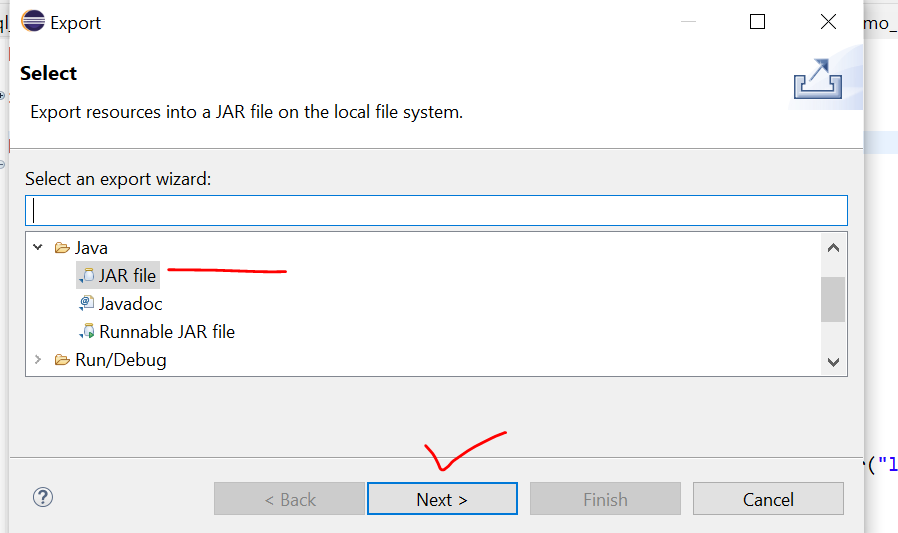 Export
mo_
Select
Export resources into a JAR file on the local file system.
Select an export wizard:
Java
JAR file
Javadoc
Runnable JAR file
Run/Debug
("1
?
< Back
Next >
Finish
Cancel